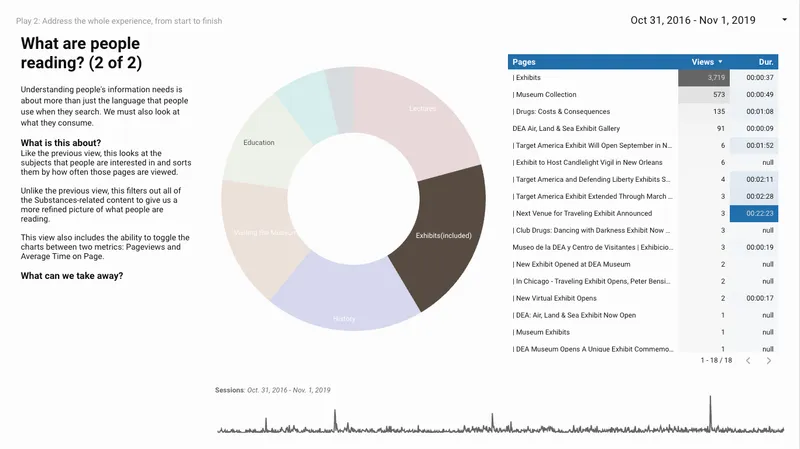 Play 2: Address the whole experience, from start to finish
Oct 31, 2016 - Nov 1, 2019
What are people
reading? (2 of 2)
Understanding people's information needs is
about more than just the language that people
use when they search. We must also look at
what they consume.
What is this about?
Like the previous view, this looks at the
subjects that people are interested in and sorts
them by how often those pages are viewed.
Unlike the previous view, this filters out all of
the Substances-related content to give us a
more refined picture of what people are
reading.
This view also includes the ability to toggle the
charts between two metrics: Pageviews and
Average Time on Page.
What can we take away?
Education
Visiting the Museum
History
Exhibits(included)
Pages Views Dur.
| Exhibits 3,719 00:00:37
| Museum Collection 573 00:00:49
| Drugs: Costs & Consequences 135 00:01:08
DEA Air, Land & Sea Exhibit Gallery 91 00:00:09
| Target America Exhibit Will Open September in N... 6 00:01:52
| Exhibit to Host Candlelight Vigil in New Orleans 6 null
| Target America and Defending Liberty Exhibits S... 4 00:02:11
| Target America Exhibit Extended Through March ... 3 00:02:28
| Next Venue for Traveling Exhibit Announced 3 00:22:23
| Club Drugs: Dancing with Darkness Exhibit Now ... 3 null
Museo de la DEA y Centro de Visitantes | Exhibicio... 3 00:00:19
| New Exhibit Opened at DEA Museum 2 null
| In Chicago - Traveling Exhibit Opens, Peter Bensi... 2 null
| New Virtual Exhibit Opens 2 00:00:17
| DEA: Air, Land & Sea Exhibit Now Open 1 null
| Museum Exhibits 1 null
| DEA Museum Opens A Unique Exhibit Commemo... 1 null
1 - 18 / 18
Sessions: Oct. 31, 2016 - Nov. 1, 2019